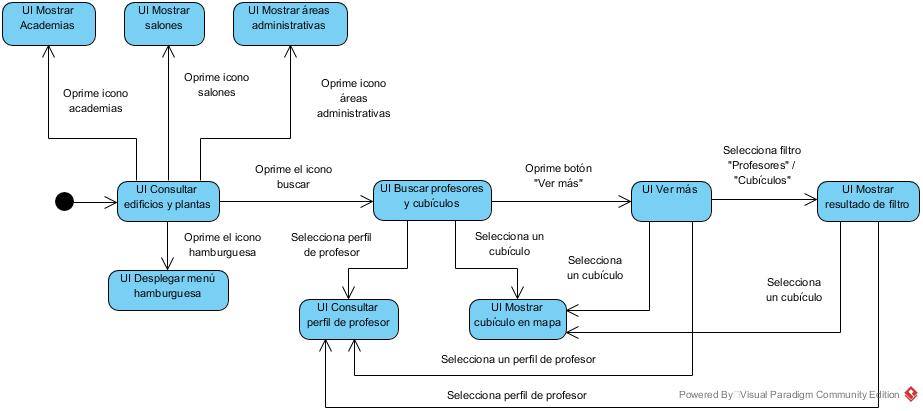 UI Mostrar
Academias
UI Mostrar
salones
UI Mostrar áreas
administrativas
Oprime icono
academias
Oprime icono
salones
Oprime icono
áreas
administrativas
UI Consultar
edificios y plantas
Oprime el icono
buscar
UI Buscar profesores
y cubículos
Oprime botón
"Ver más"
UI Ver más
Selecciona filtro
"Profesores" /
"Cubículos"
UI Mostrar
resultado de filtro
Oprime el icono
hamburguesa
UI Desplegar menú
hamburguesa
Selecciona perfil
de profesor
Selecciona un
cubículo
Selecciona
un cubículo
Selecciona
un cubículo
UI Consultar
perfil de profesor
UI Mostrar
cubículo en mapa
Selecciona un perfil de profesor
Selecciona perfil de profesor
Powered By Visual Paradigm Community Edition